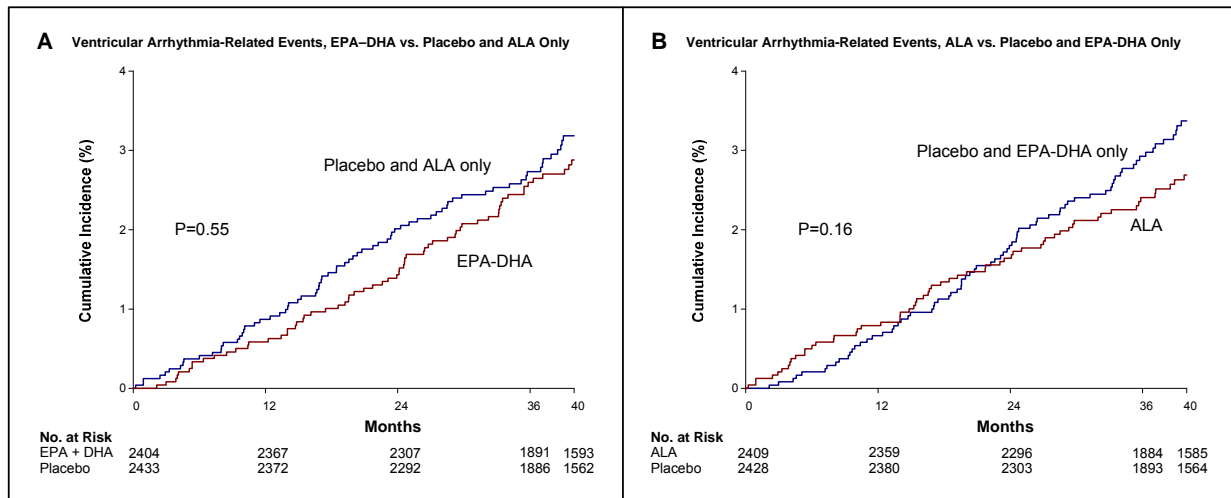 A Ventricular Arrhythmia-Related Events, EPA–DHA vs. Placebo and ALA Only
4
3
2
1
0
Cumulative Incidence (%)
Placebo and ALA only
P=0.55
EPA-DHA
0 12 24 36 40
Months
No. at Risk
EPA + DHA 2404 2367 2307 1891 1593
Placebo 2433 2372 2292 1886 1562
B Ventricular Arrhythmia-Related Events, ALA vs. Placebo and EPA-DHA Only
4
3
2
1
0
Cumulative Incidence (%)
Placebo and EPA-DHA only
P=0.16
ALA
0 12 24 36 40
Months
No. at Risk
ALA 2409 2359 2296 1884 1585
Placebo 2428 2380 2303 1893 1564